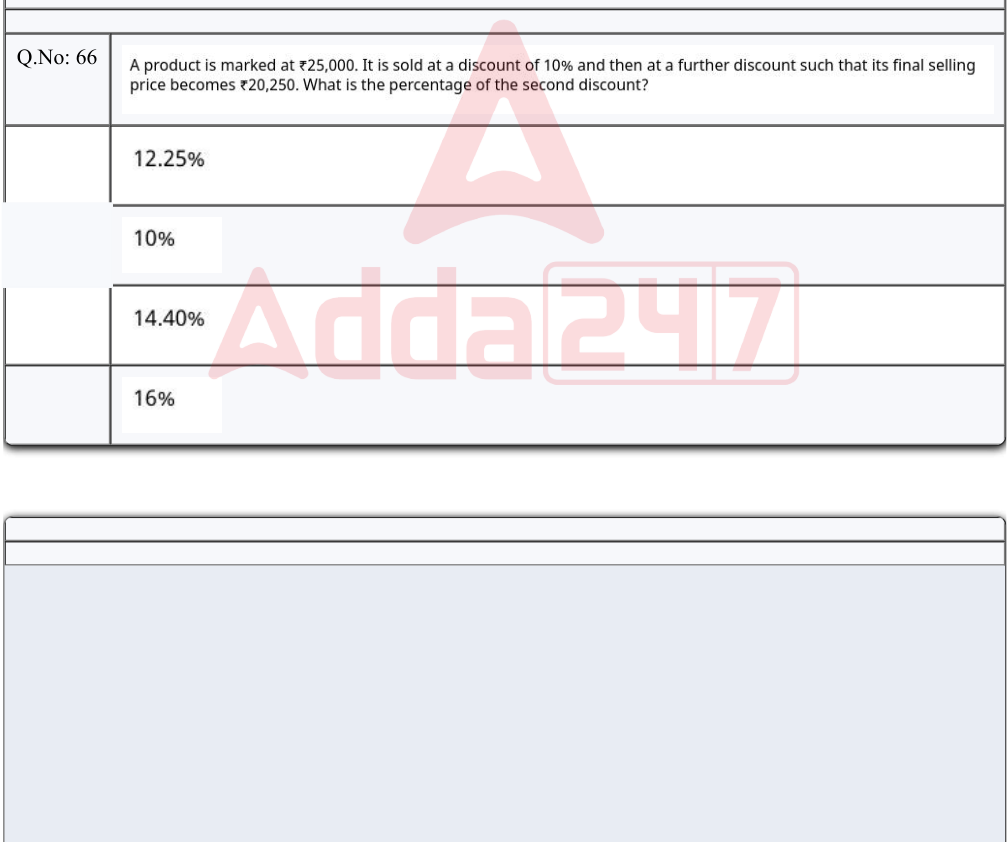 Q.No: 66
A product is marked at ₹25,000. It is sold at a discount of 10% and then at a further discount such that its final selling
price becomes ₹20,250. What is the percentage of the second discount?
12.25%
10%
Adda247
14.40%
16%